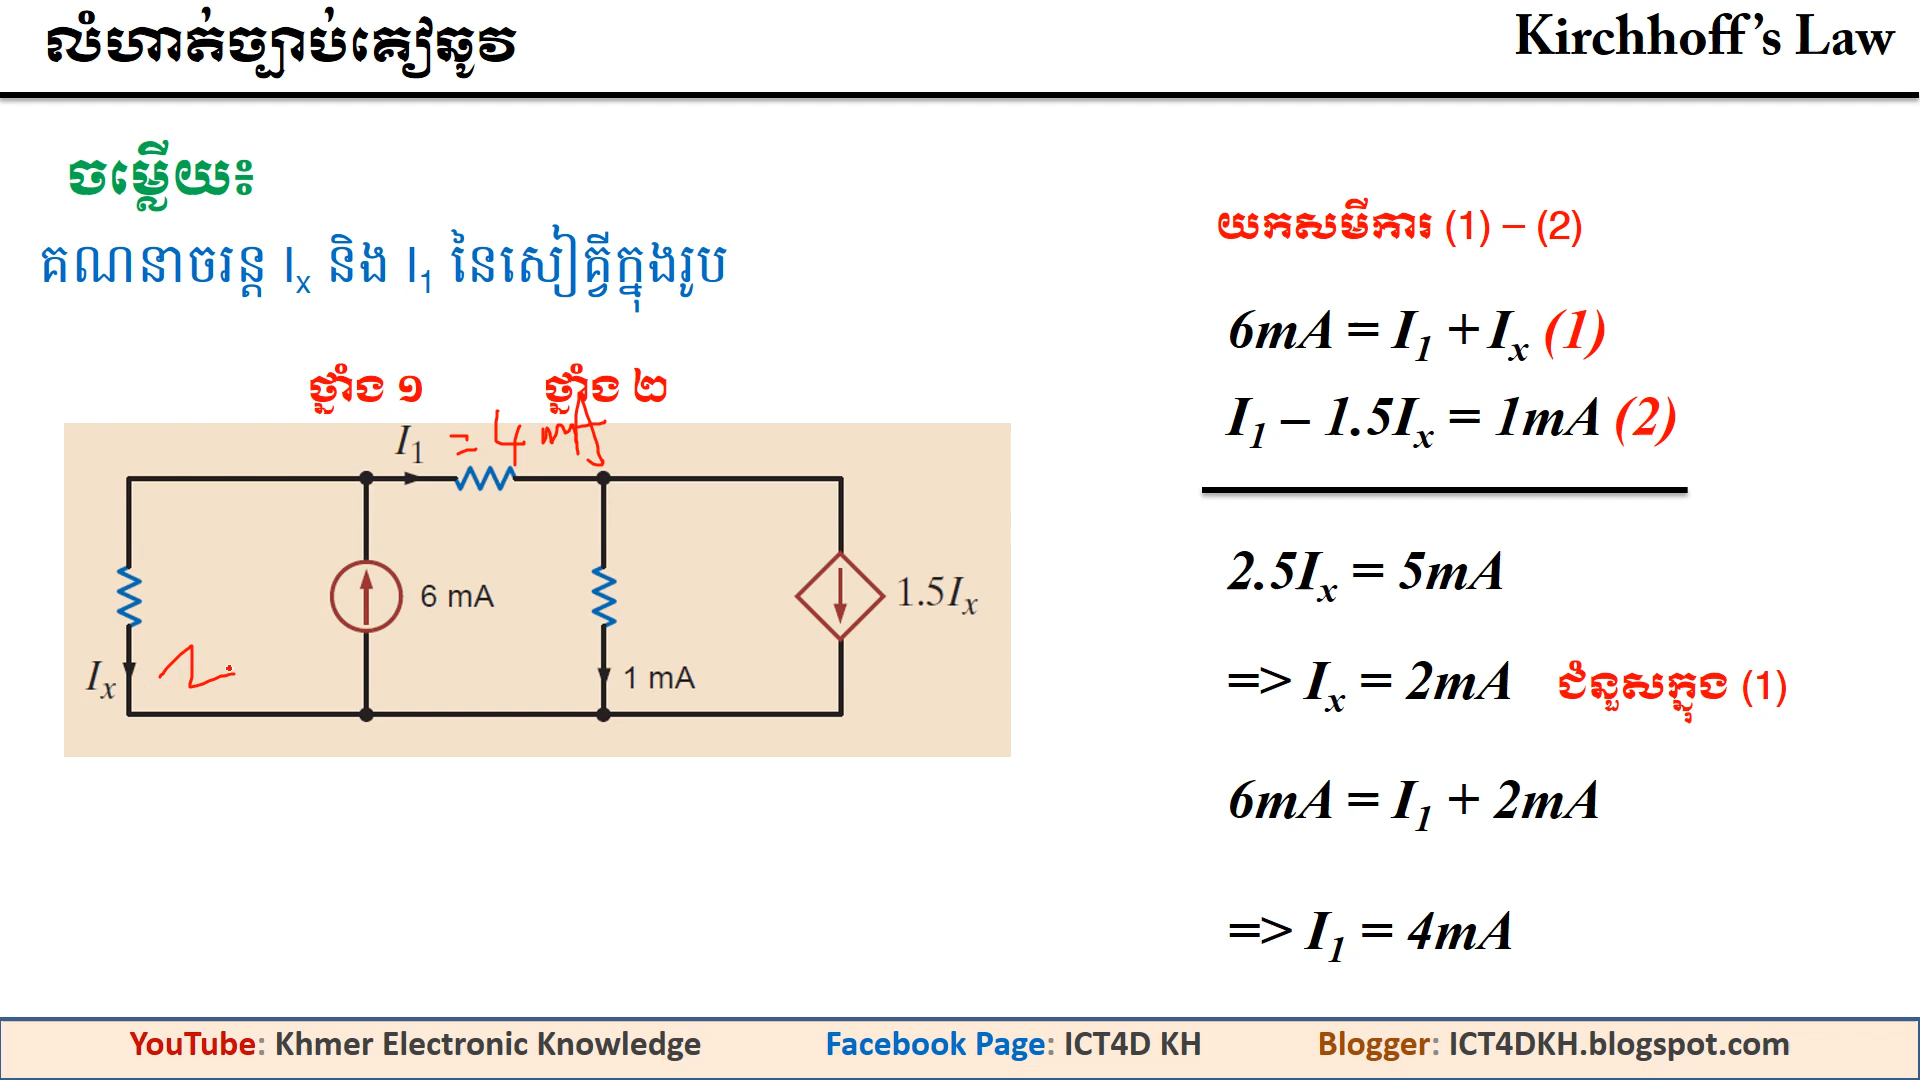 លំហាត់ច្បាប់គៀឆូវ
Kirchhoff’s Law
ចម្លើយ៖
គណនាចរន្ត Ix និង I1 នៃសៀគ្វីក្នុងរូប
ថ្នាំង ១
ថ្នាំង ២
I1 = 4 mA
6 mA
1.5Ix
Ix
1 mA
យកសមីការ (1) – (2)
6mA = I1 + Ix (1)
I1 – 1.5Ix = 1mA (2)
2.5Ix = 5mA
=> Ix = 2mA ជំនួសក្នុង (1)
6mA = I1 + 2mA
=> I1 = 4mA
YouTube: Khmer Electronic Knowledge
Facebook Page: ICT4D KH
Blogger: ICT4DKH.blogspot.com